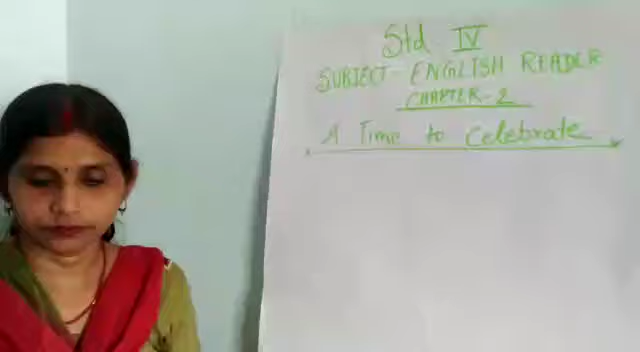 Std IV
SUBJECT - ENGLISH READER
CHAPTER - 2
A Time to Celebrate